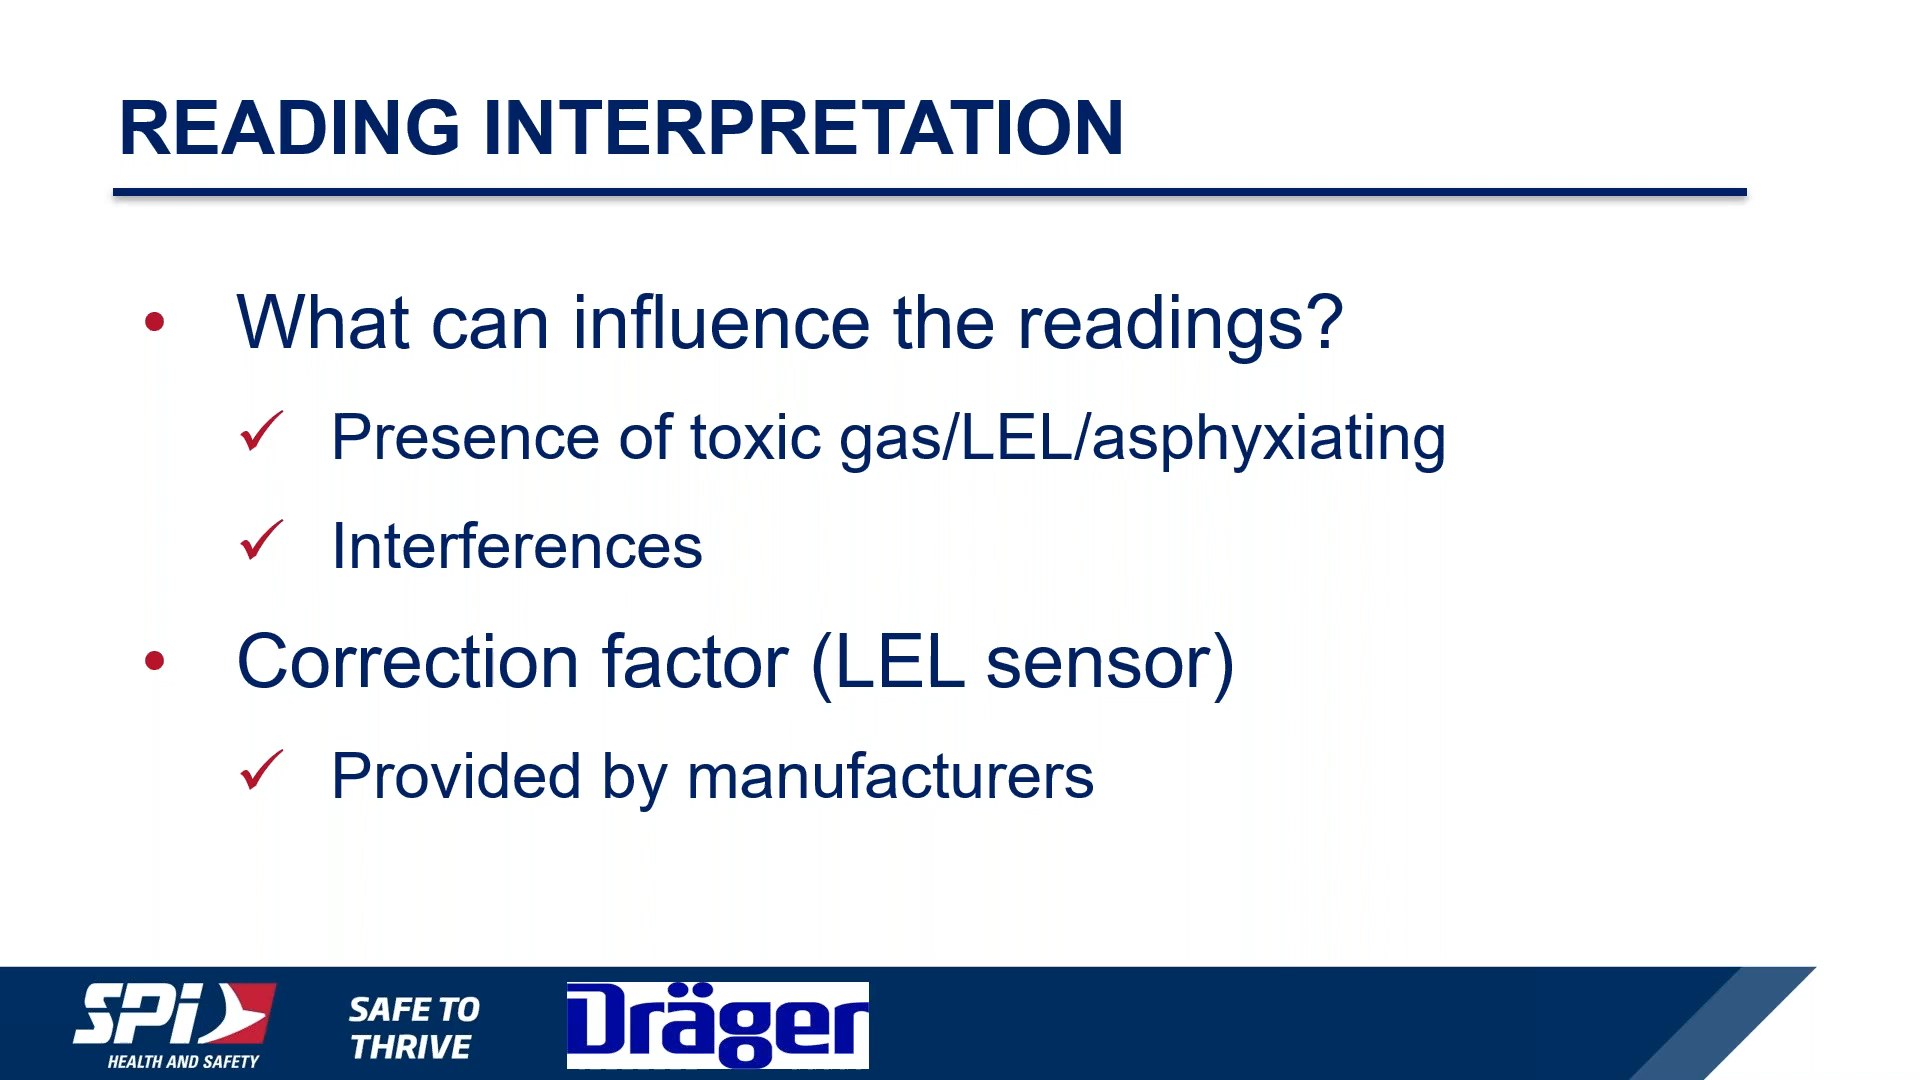 READING INTERPRETATION
• What can influence the readings?
✓ Presence of toxic gas/LEL/asphyxiating
✓ Interferences
• Correction factor (LEL sensor)
✓ Provided by manufacturers
SPI
HEALTH AND SAFETY
SAFE TO
THRIVE
Dräger